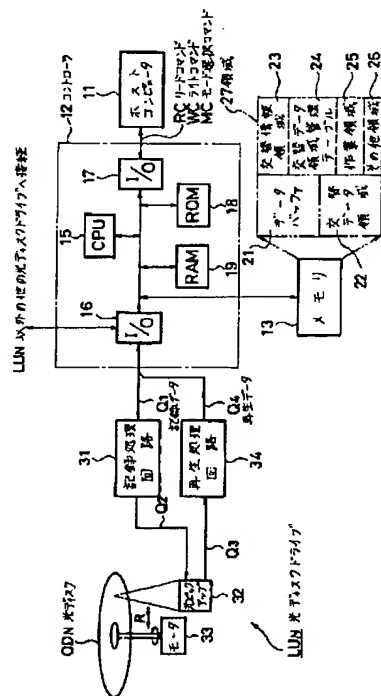 ODN 光ディスク
R
モータ
33
光ピックアップ
32
LUN 光ディスクドライブ
31
記録処理回路
Q2
Q1
記録データ
Q3
再生処理回路
34
Q4
再生データ
LUN 以外の他の光ディスクドライブへ接続
12 コントローラ
16
I/O
15
CPU
17
I/O
RAM
19
ROM
18
ホストコンピュータ
11
RC リードコマンド
WC ライトコマンド
MC モード選択コマンド
13
メモリ
21
データバッファ
22
交替データ領域
27 領域
交替情報領域
23
交替データ領域管理テーブル
24
作業領域
25
その他領域
26